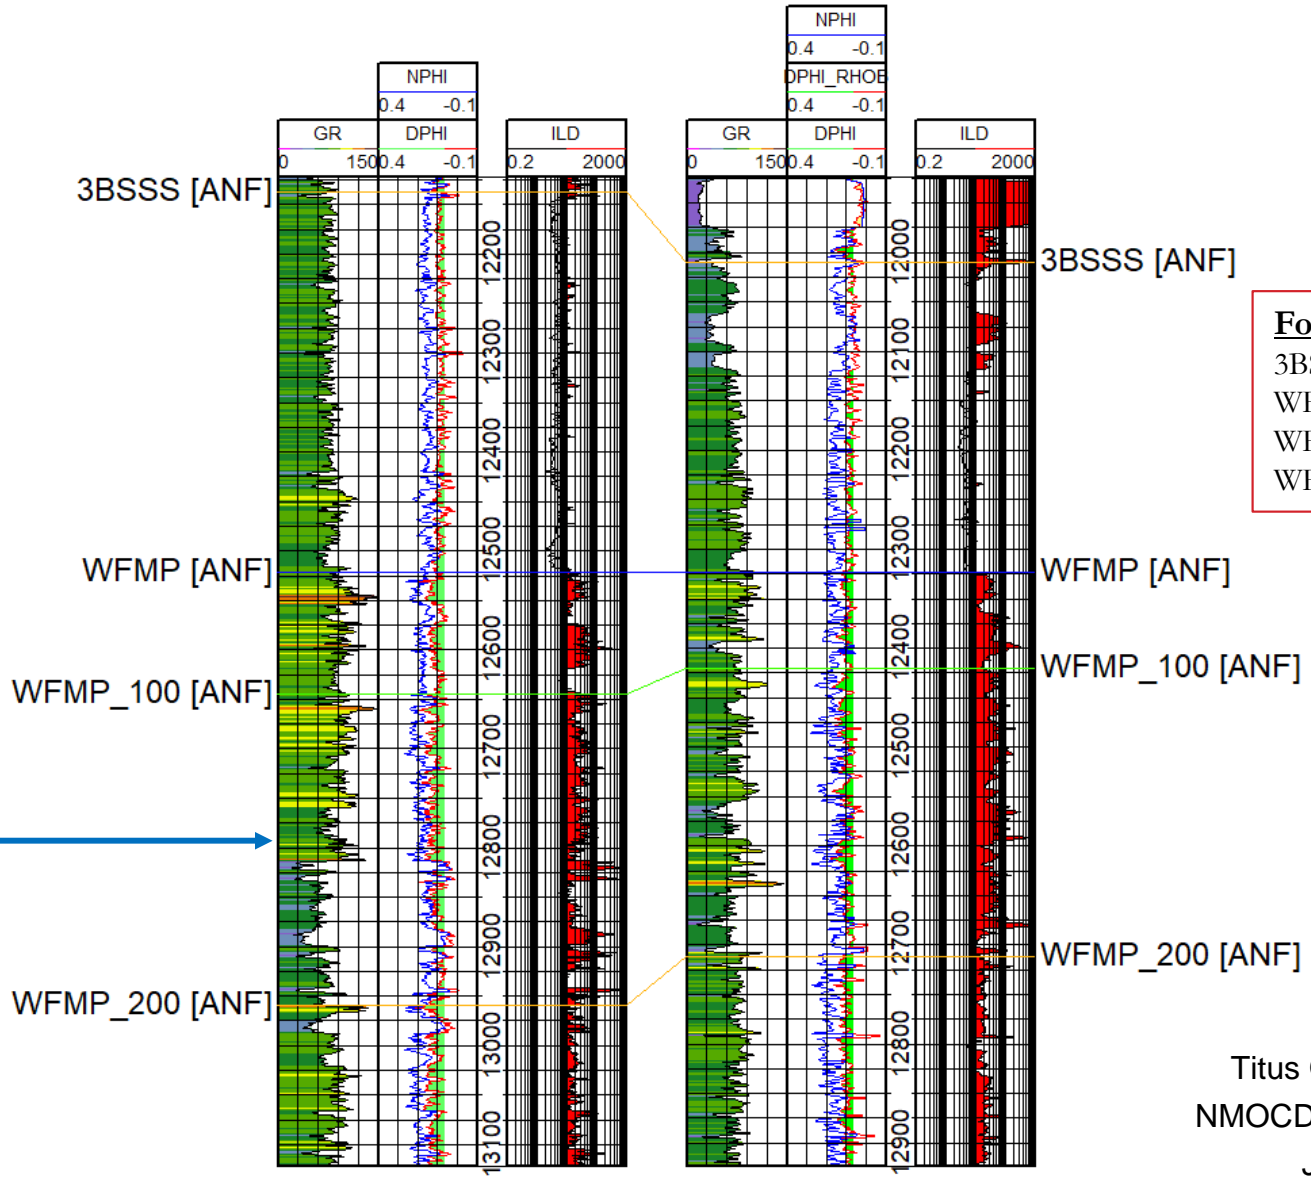 NPHI
0.4 -0.1
DPHI
0.4 -0.1
GR
0 150
ILD
0.2 2000
NPHI
0.4 -0.1
DPHI_RHOB
0.4 -0.1
GR
0 150
DPHI
0.4 -0.1
ILD
0.2 2000
3BSSS [ANF]
WFMP [ANF]
WFMP_100 [ANF]
WFMP_200 [ANF]
12200
12300
12400
12500
12600
12700
12800
12900
13000
13100
12000
12100
12200
12300
12400
12500
12600
12700
12800
12900
3BSSS [ANF]
WFMP [ANF]
WFMP_100 [ANF]
WFMP_200 [ANF]
Fo
3BS
Titus
NMOCD